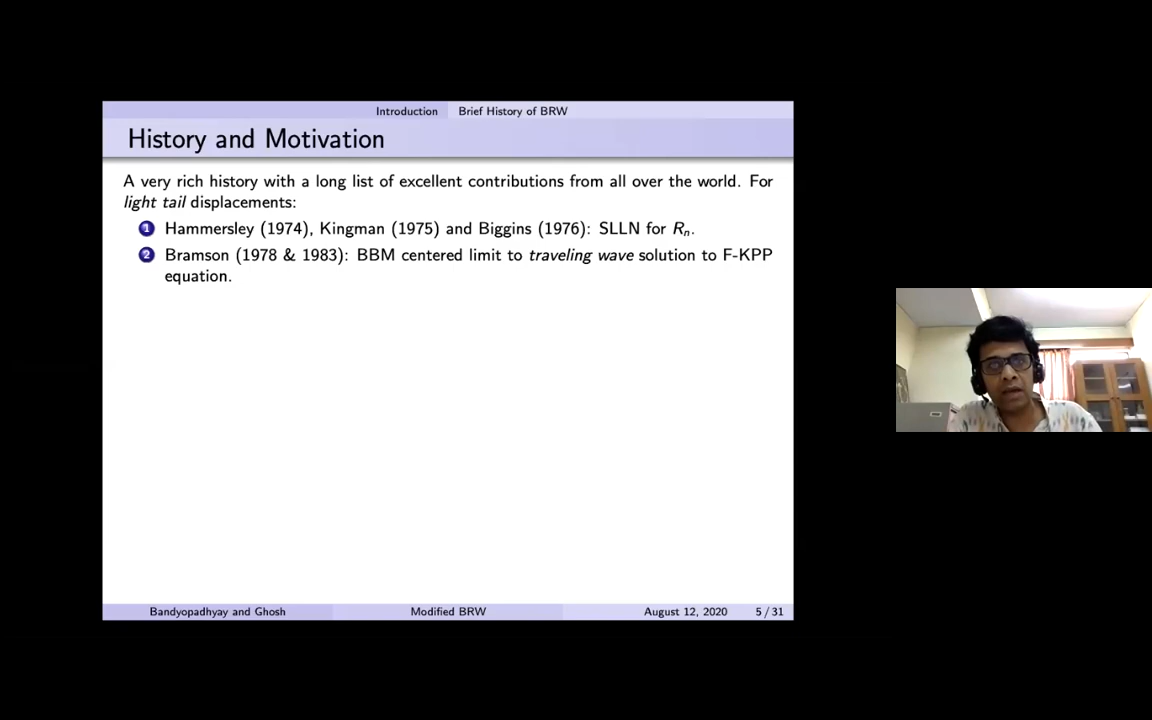 Introduction Brief History of BRW
History and Motivation
A very rich history with a long list of excellent contributions from all over the world. For
light tail displacements:
1 Hammersley (1974), Kingman (1975) and Biggins (1976): SLLN for Rₙ.
2 Bramson (1978 & 1983): BBM centered limit to traveling wave solution to F-KPP
equation.
Bandyopadhyay and Ghosh Modified BRW August 12, 2020 5 / 31